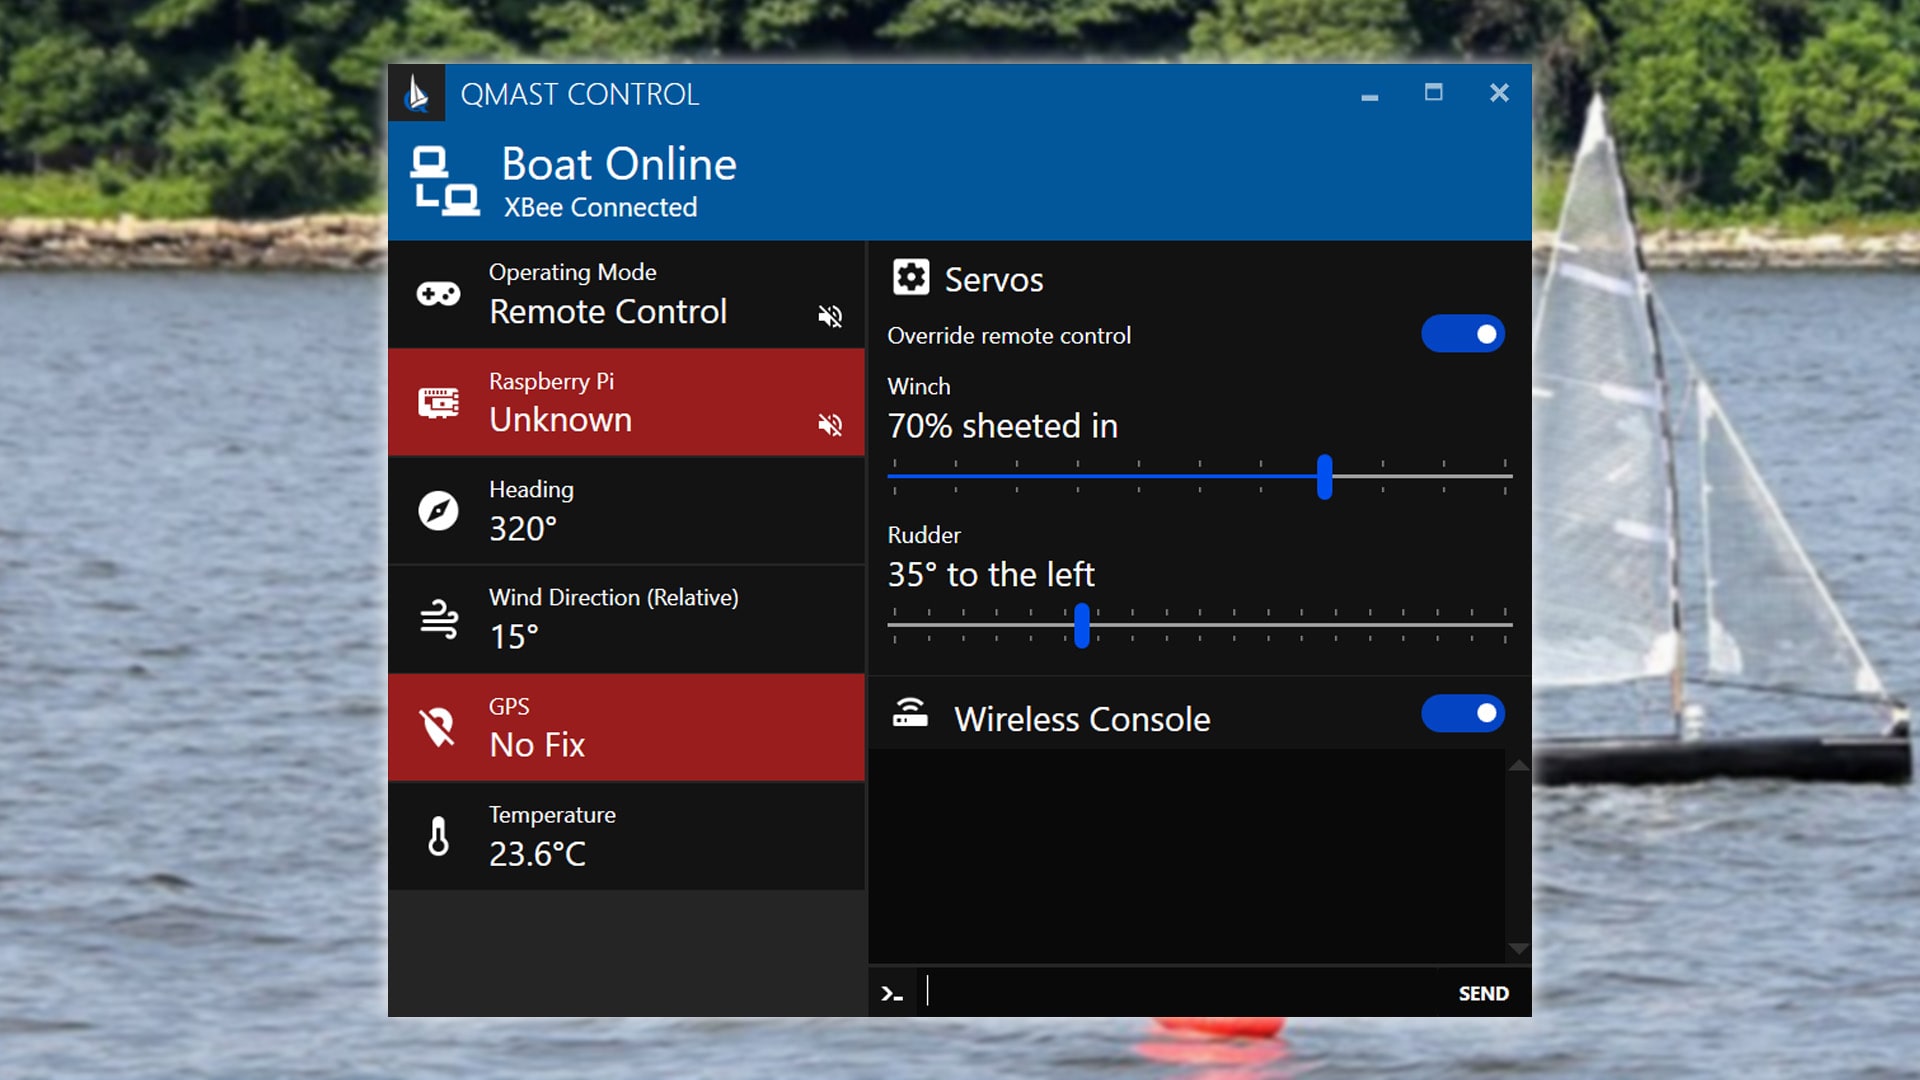 QMAST CONTROL
Boat Online
XBee Connected
Operating Mode
Remote Control
Raspberry Pi
Unknown
Heading
320°
Wind Direction (Relative)
15°
GPS
No Fix
Temperature
23.6°C
Servos
Override remote control
Winch
70% sheeted in
Rudder
35° to the left
Wireless Console
SEND